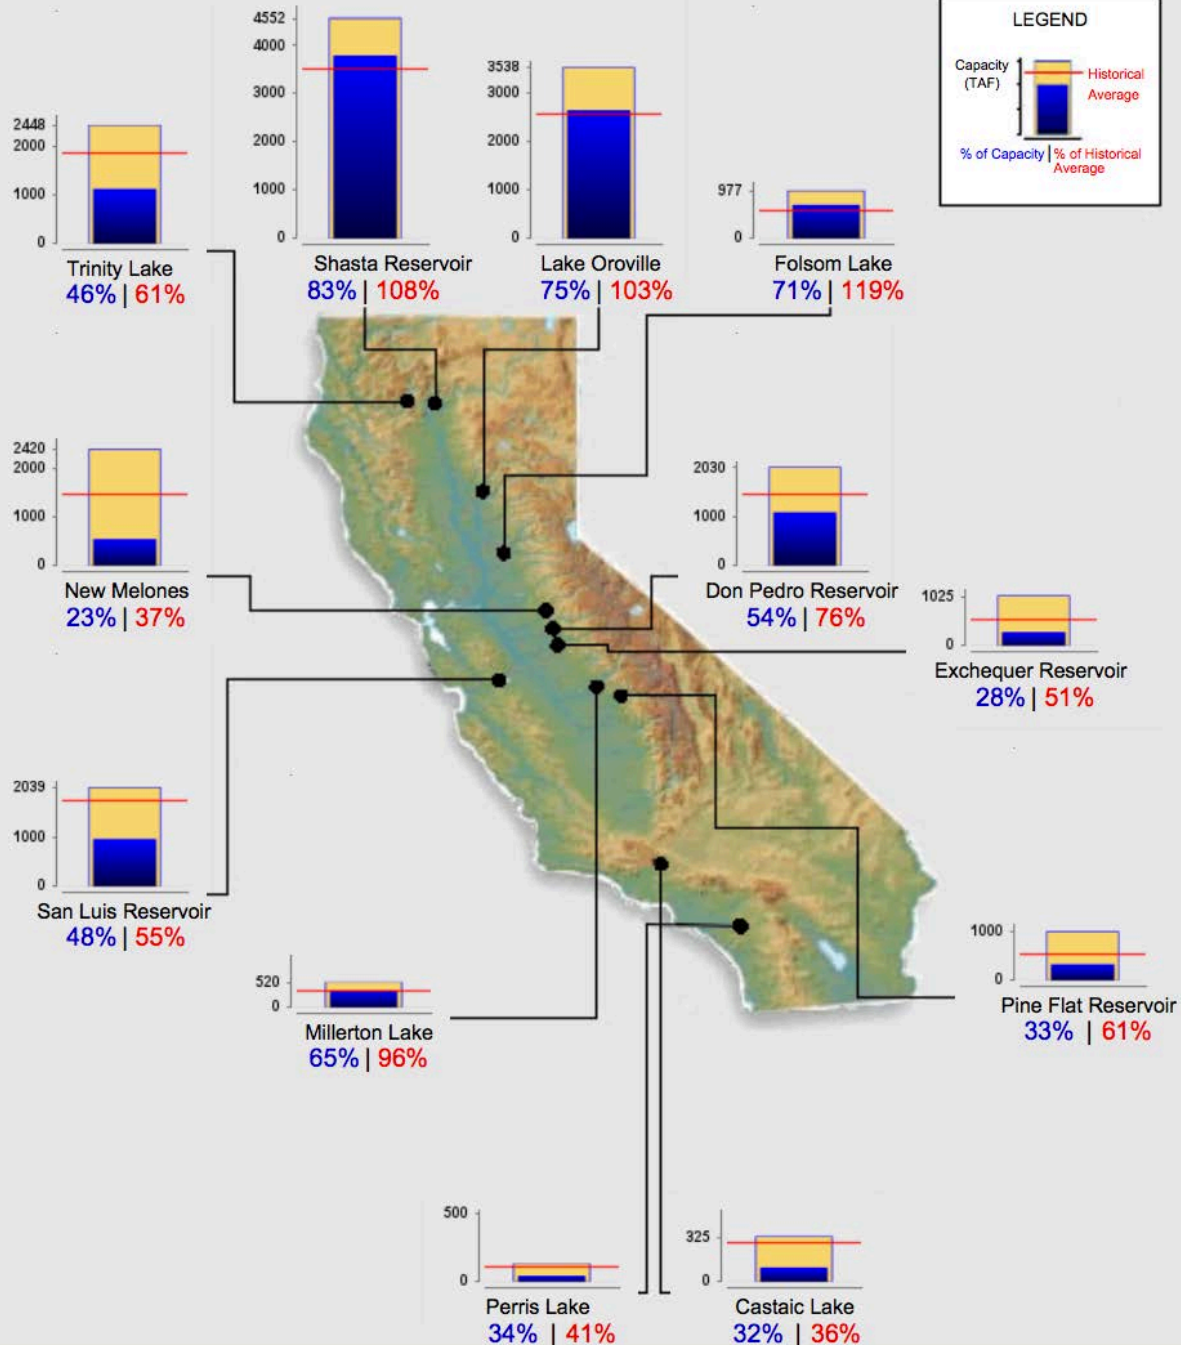 LEGEND
Capacity
(TAF)
Historical
Average
% of Capacity | % of Historical
Average
4552
4000
3000
2000
1000
0
Shasta Reservoir
83% | 108%
3538
3000
2000
1000
0
Lake Oroville
75% | 103%
2448
2000
1000
0
Trinity Lake
46% | 61%
977
0
Folsom Lake
71% | 119%
2420
2000
1000
0
New Melones
23% | 37%
2030
1000
0
Don Pedro Reservoir
54% | 76%
1025
0
Exchequer Reservoir
28% | 51%
2039
1000
0
San Luis Reservoir
48% | 55%
1000
0
Pine Flat Reservoir
33% | 61%
520
0
Millerton Lake
65% | 96%
500
0
Perris Lake
34% | 41%
325
0
Castaic Lake
32% | 36%